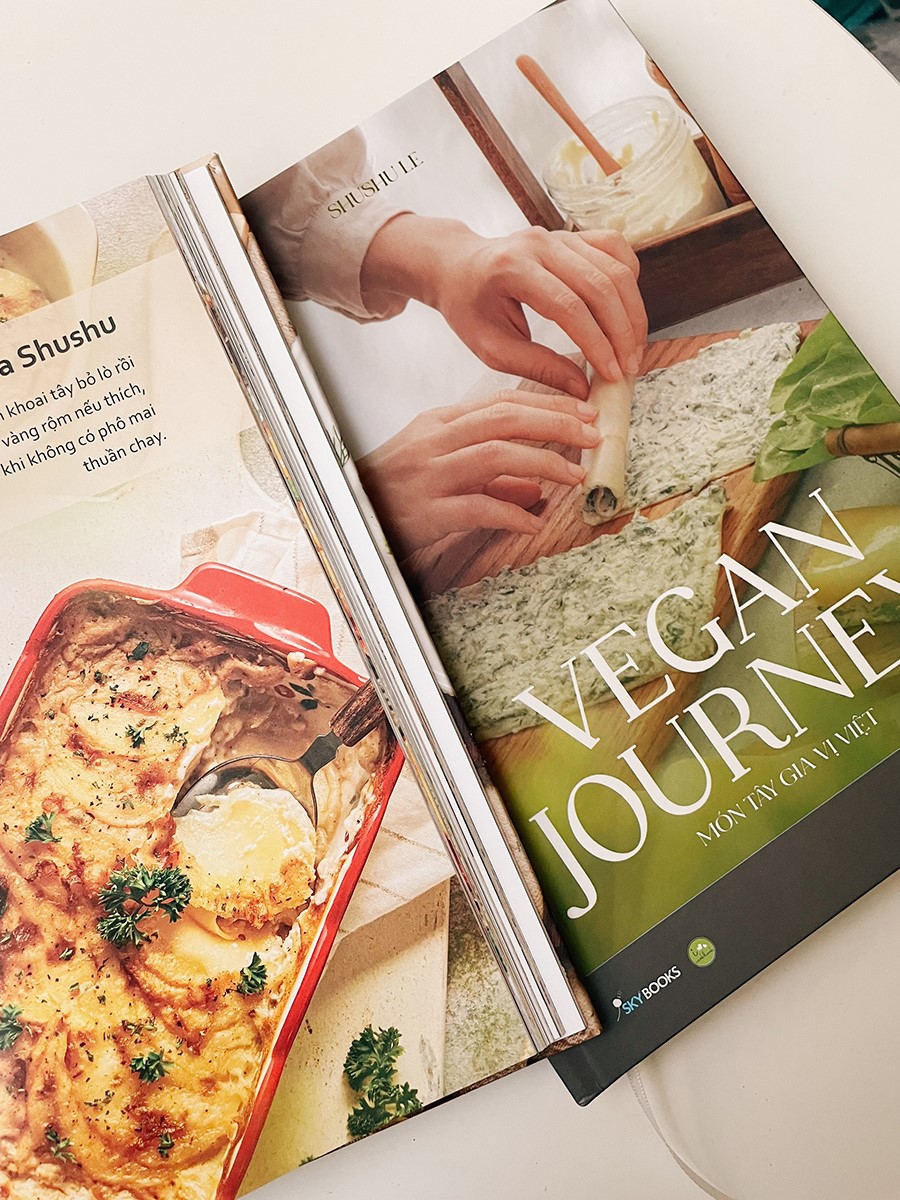 a Shushu
khoai tây bỏ lò rồi
vàng rộm nếu thích,
khi không có phô mai
thuần chay.
SHUSHU LE
VEGAN
JOURNEY
MÓN TÂY GIA VỊ VIỆT
SKYBOOKS